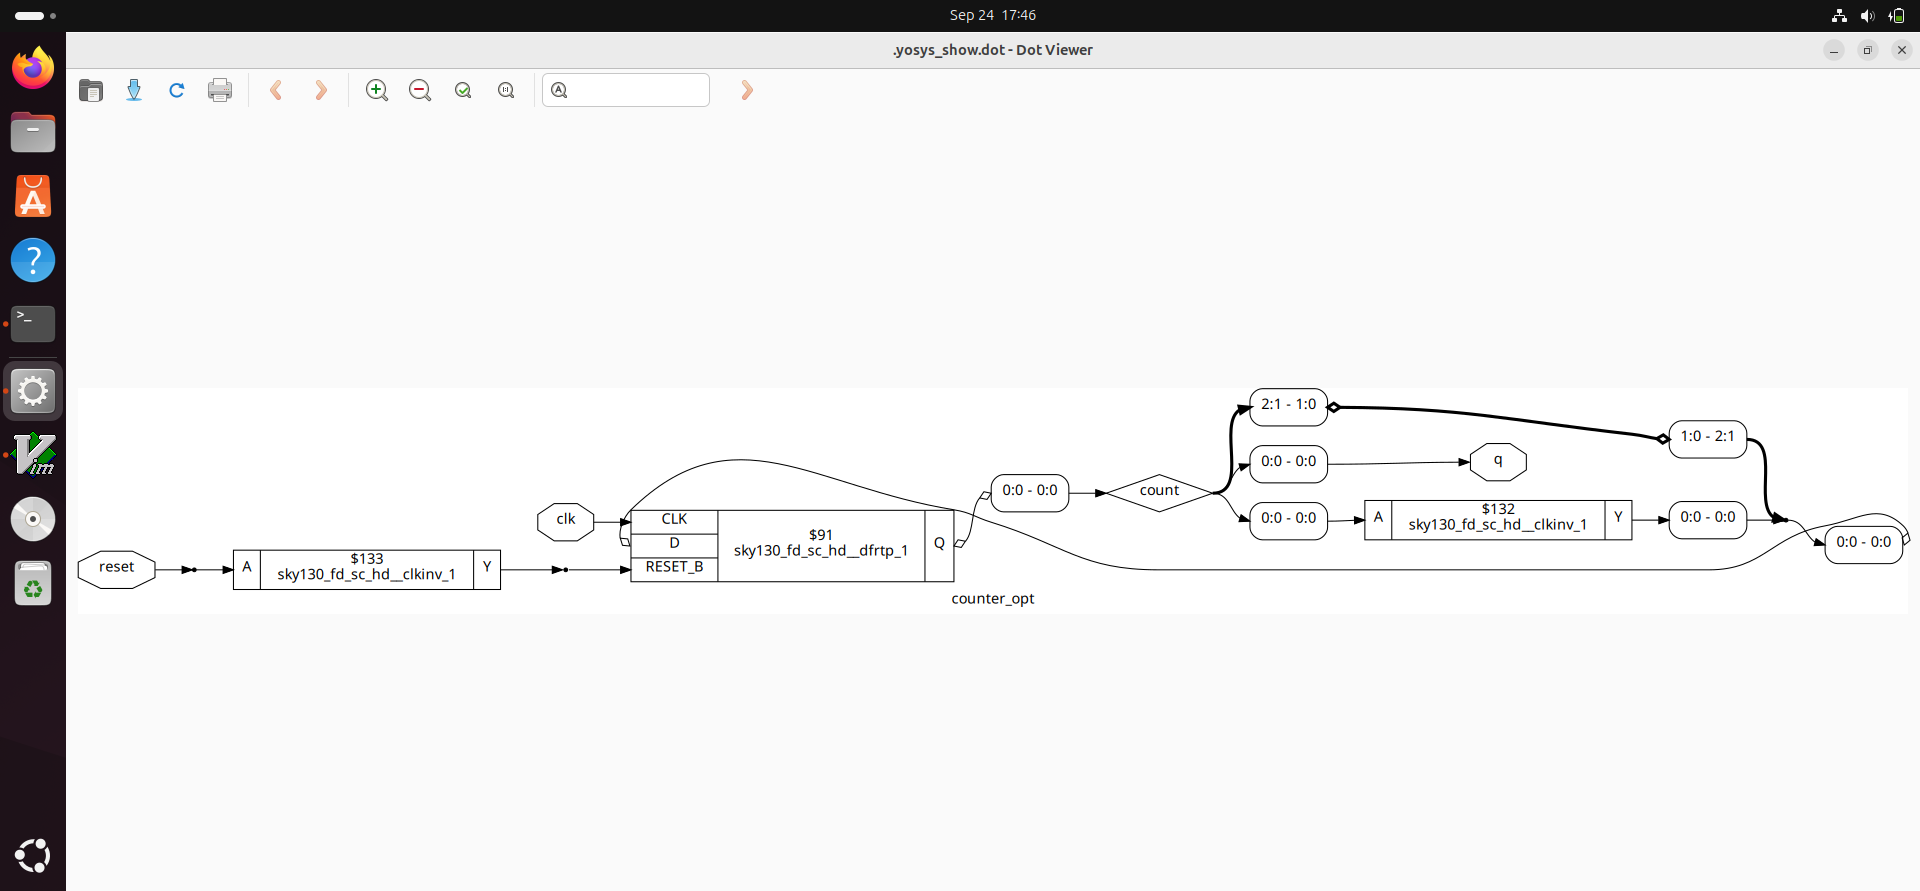 Sep 24 17:46
.yosys_show.dot - Dot Viewer
A
>_
?
A
Vim
2:1 - 1:0
1:0 - 2:1
0:0 - 0:0
q
0:0 - 0:0
count
clk
CLK
D
RESET_B
$91
sky130_fd_sc_hd__dfrtp_1
Q
0:0 - 0:0
A
$132
sky130_fd_sc_hd__clkinv_1
Y
0:0 - 0:0
0:0 - 0:0
reset
A
$133
sky130_fd_sc_hd__clkinv_1
Y
counter_opt